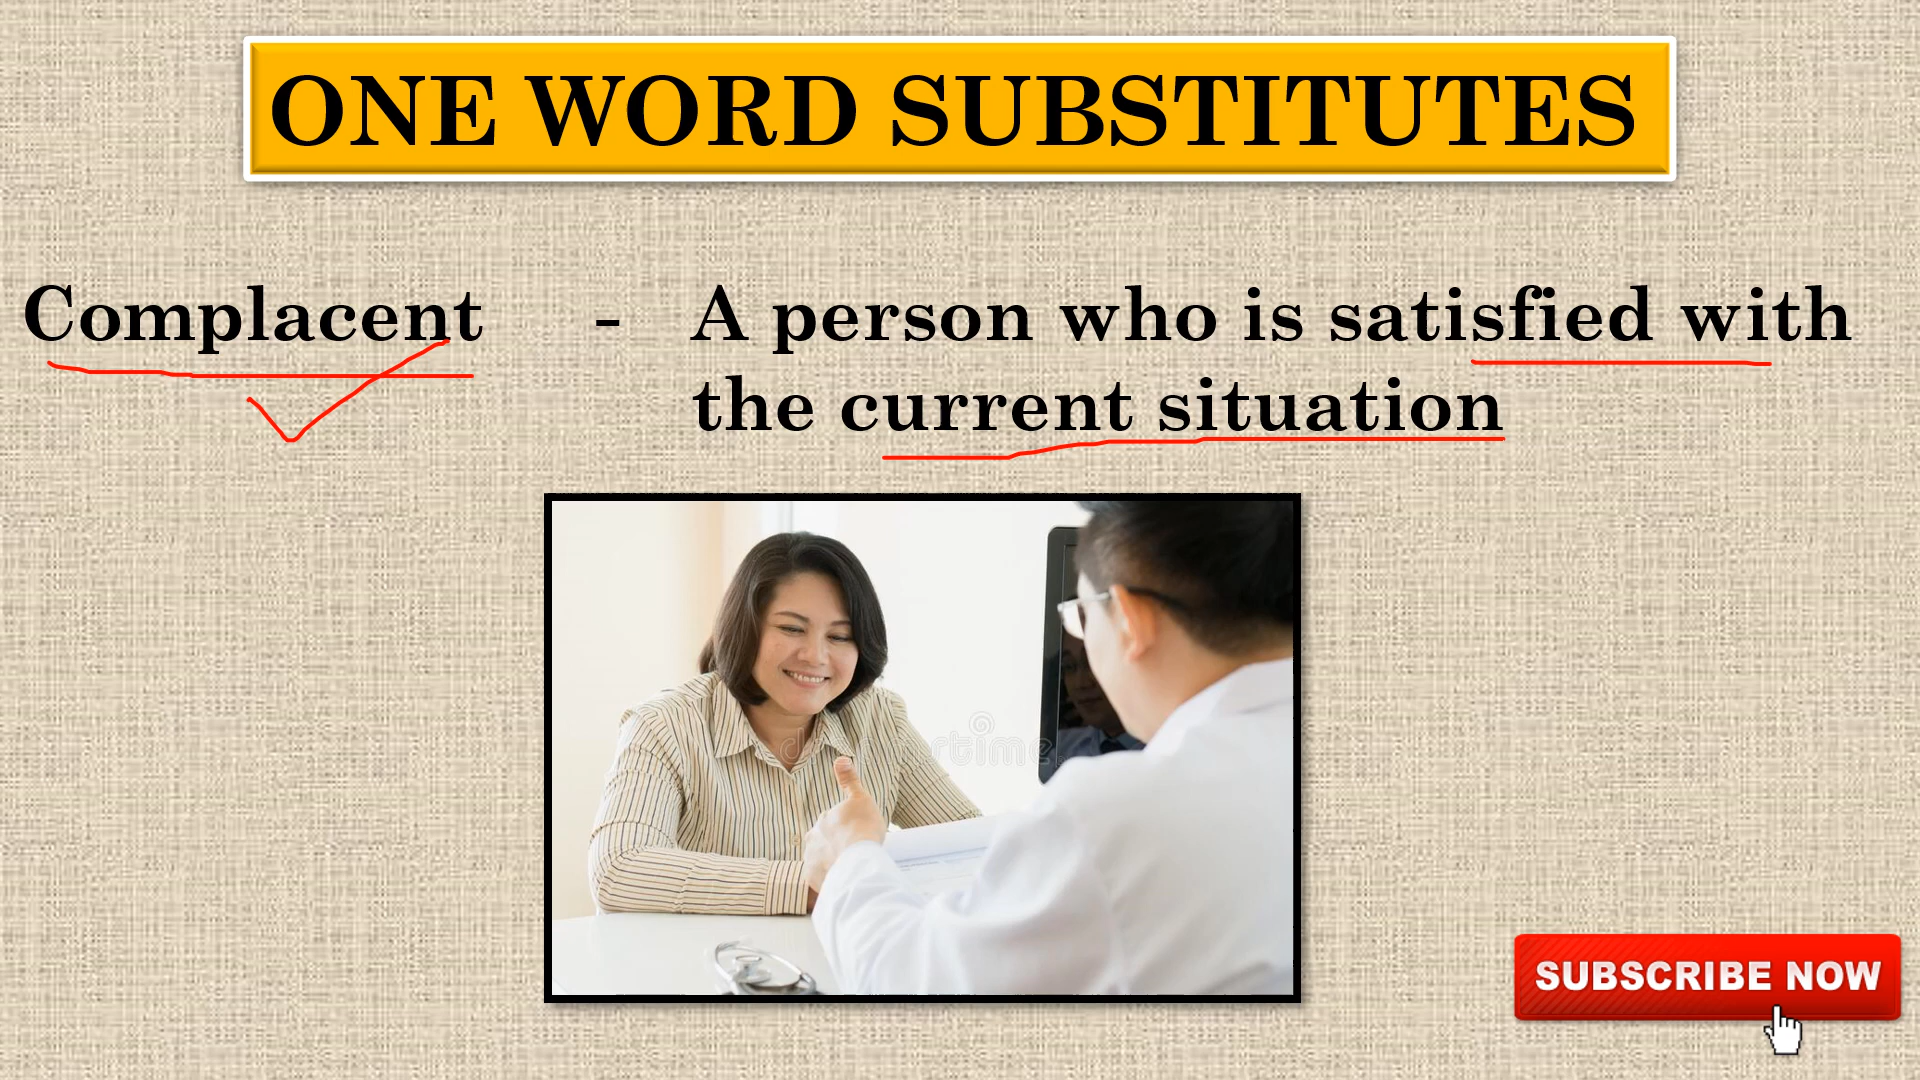 ONE WORD SUBSTITUTES
Complacent - A person who is satisfied with
the current situation
SUBSCRIBE NOW